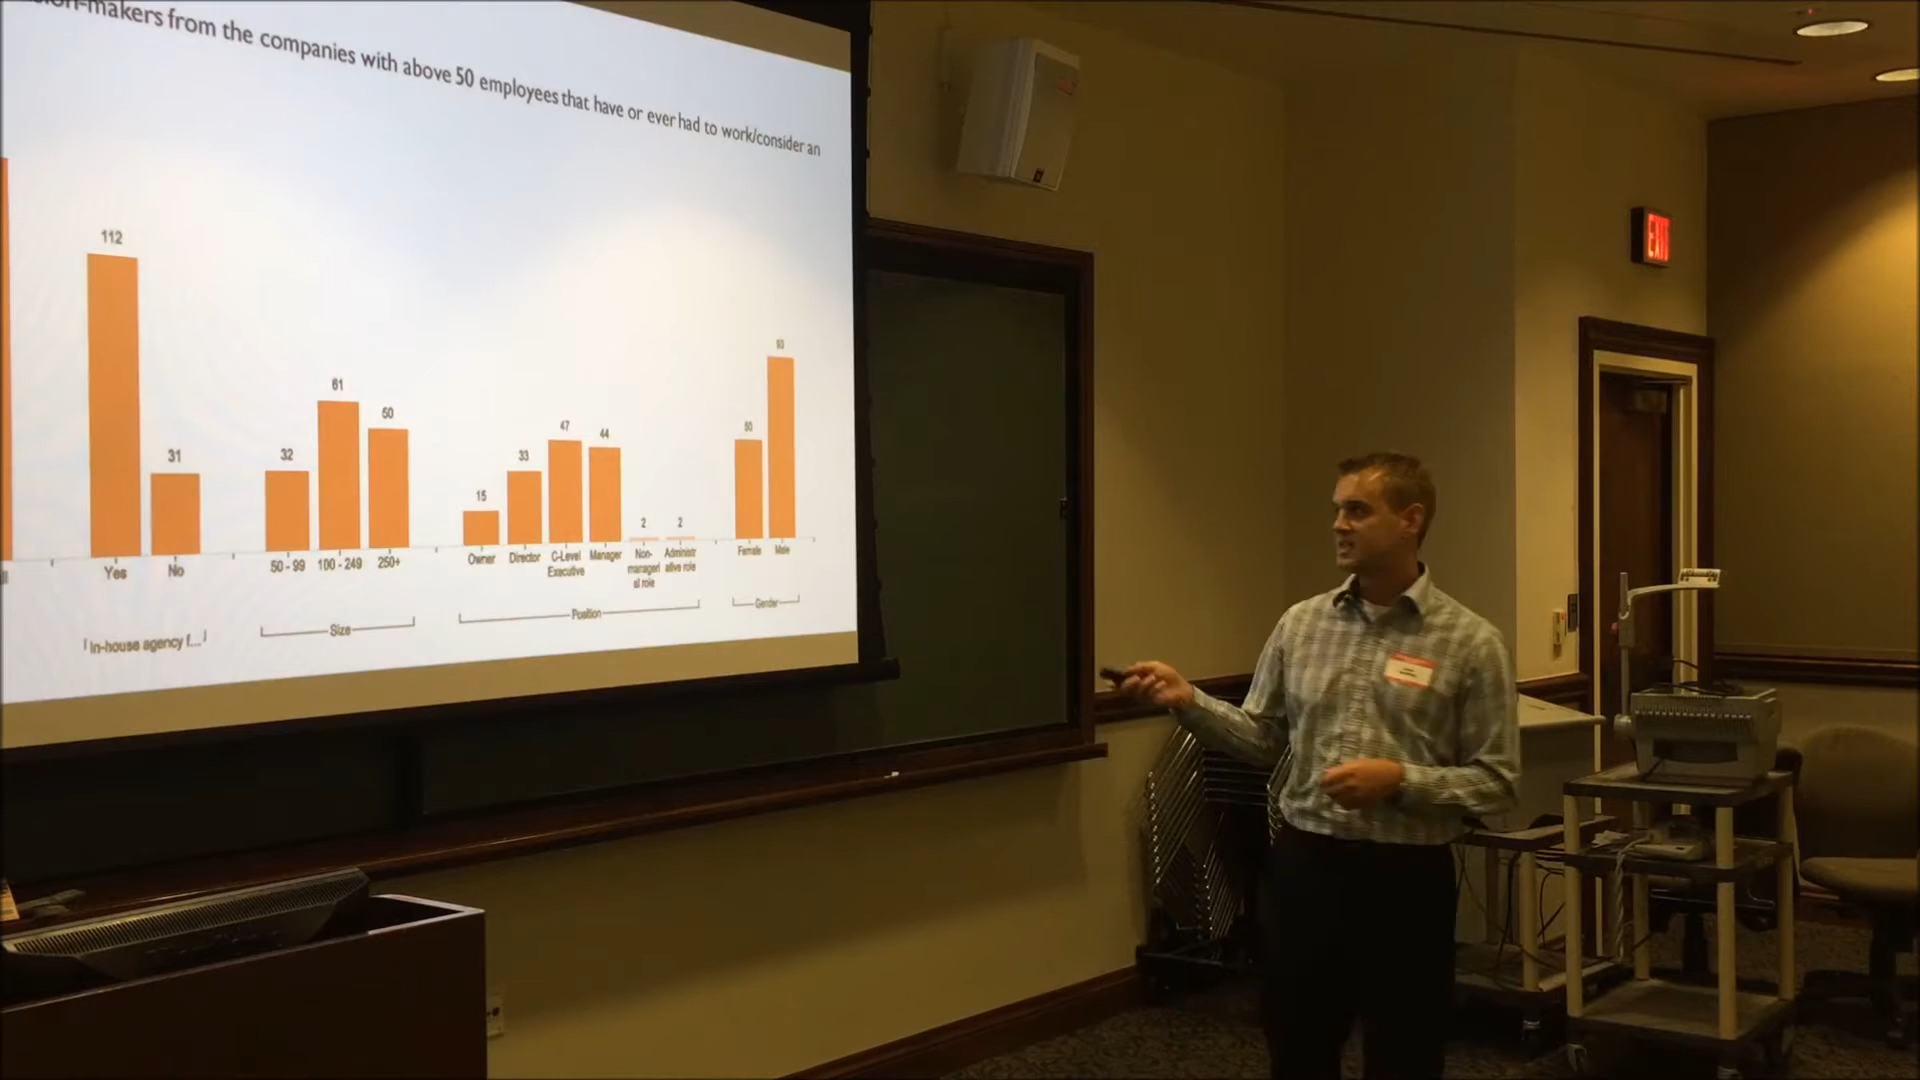 -makers from the companies with above 50 employees that have or ever had to work/consider an
112
31
32
61
50
15
33
47
44
2
2
50
93
Yes
No
50 - 99
100 - 249
250+
Owner
Director
C-Level
Executive
Manager
Non-
manageri
al role
Administr
ative role
Female
Male
In-house agency f...
Size
Position
Gender
EXIT